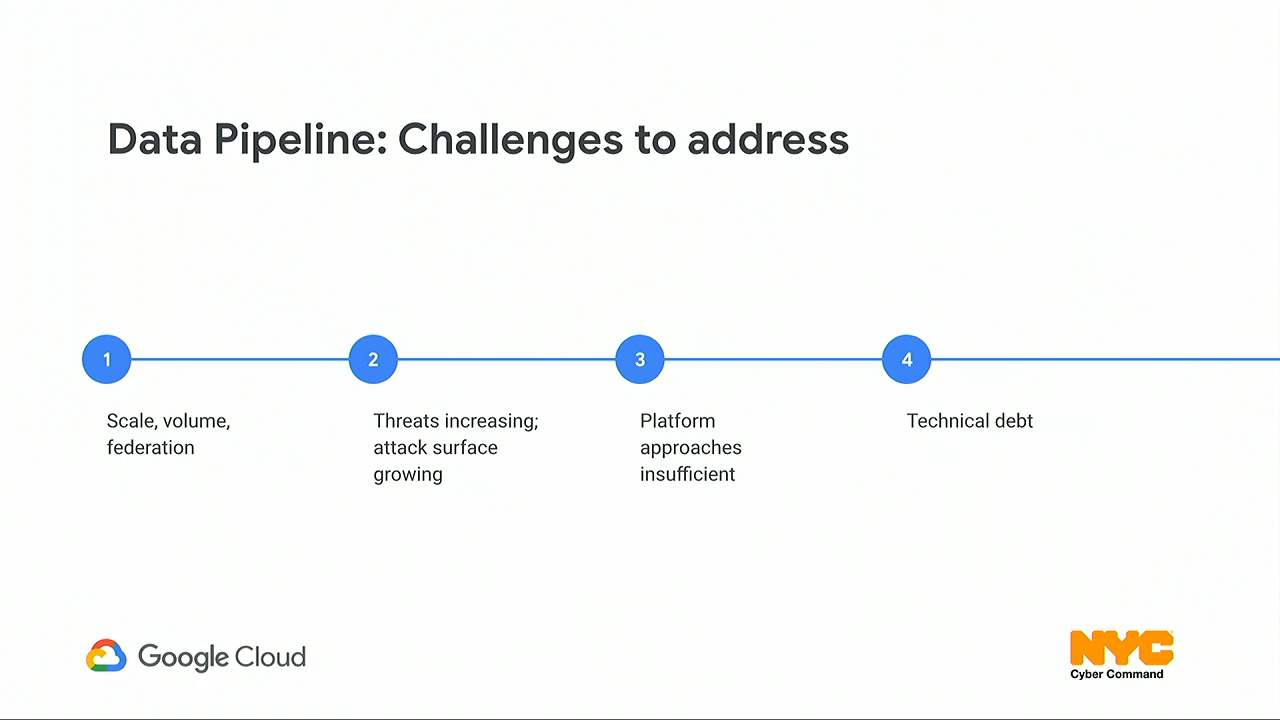 Data Pipeline: Challenges to address
1
2
3
4
Scale, volume,
federation
Threats increasing;
attack surface
growing
Platform
approaches
insufficient
Technical debt
Google Cloud
NYC
Cyber Command